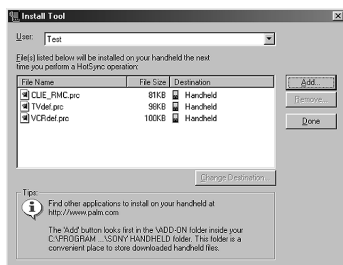 Install Tool
User: Test
File(s) listed below will be installed on your handheld the next
time you perform a HotSync operation:
File Name File Size Destination
CLIE_RMC.prc 81KB Handheld
TVdef.prc 98KB Handheld
VCRdef.prc 100KB Handheld
Add...
Remove...
Done
Change Destination...
Tips:
Find other applications to install on your handheld at
http://www.palm.com
The 'Add' button looks first in the \ADD-ON folder inside your
C:\PROGRAM ...\SONY HANDHELD folder. This folder is a
convenient place to store downloaded handheld files.